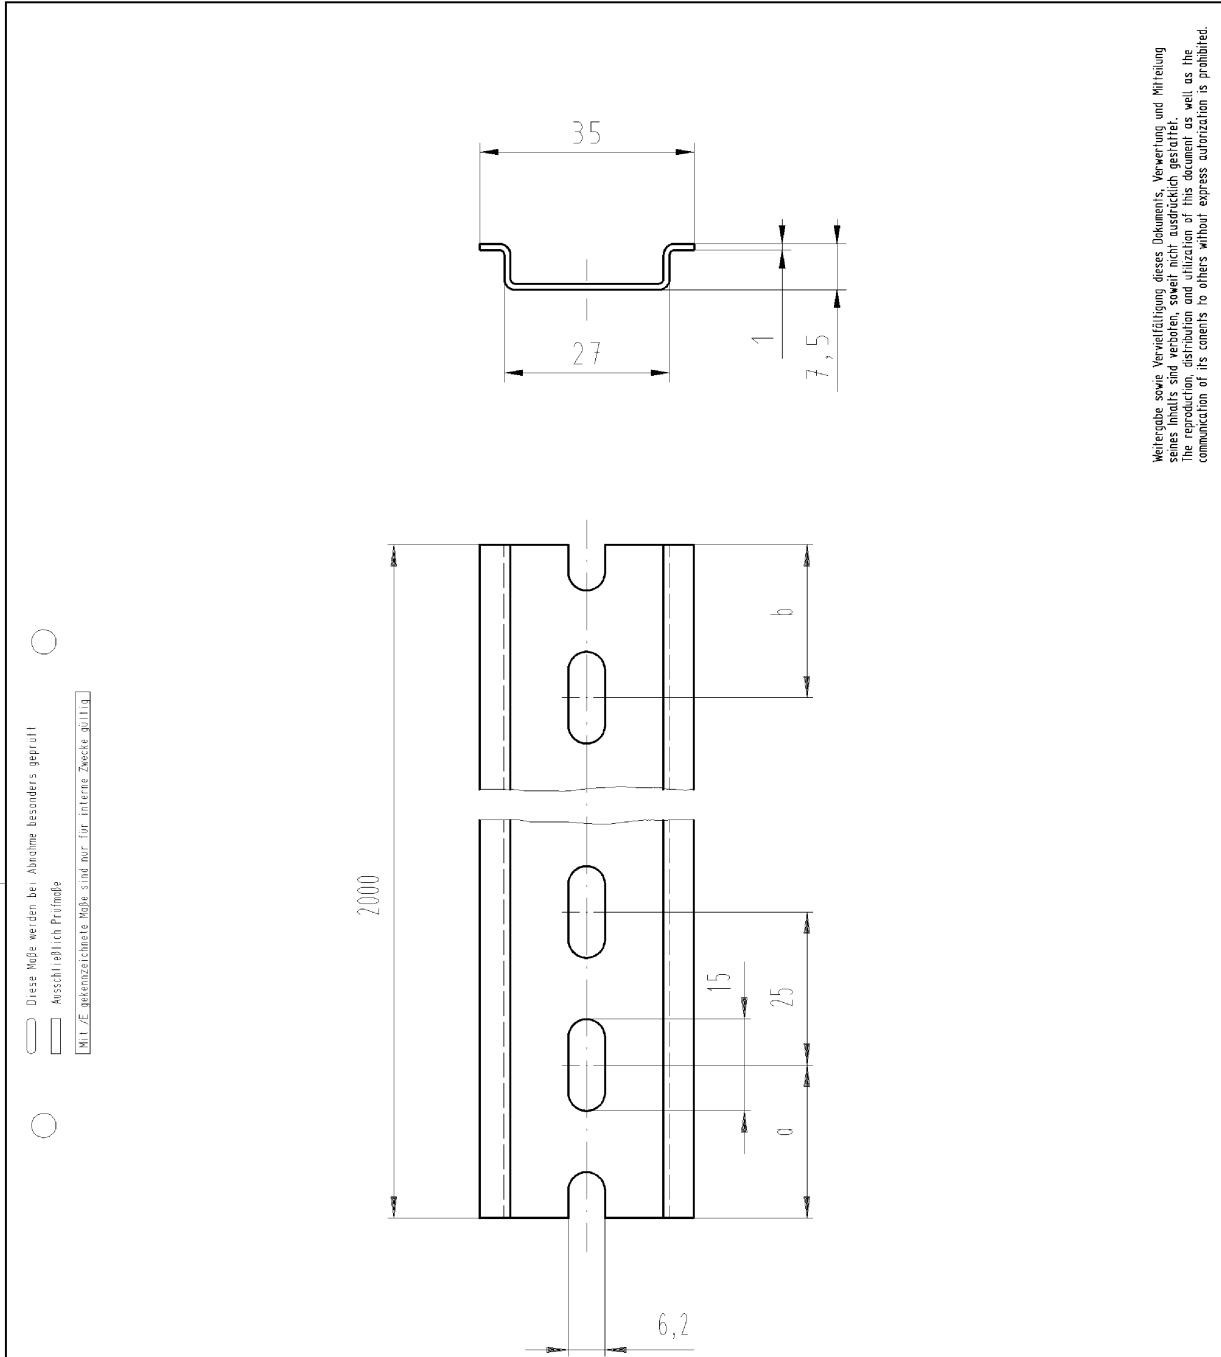 35
27
1
7,5
Weitergabe sowie Vervielfältigung dieses Dokuments, Verwertung und Mitteilung
seines Inhalts sind verboten, soweit nicht ausdrücklich gestattet.
The reproduction, distribution and utilization of this document as well as the
communication of its conents to others without express autorization is prohibited.
2000
b
15
25
a
6,2
Diese Maße werden bei Abnahme besonders geprüft
Ausschließlich Prüfmaße
Mit /E gekennzeichnete Maße sind nur für interne Zwecke gültig